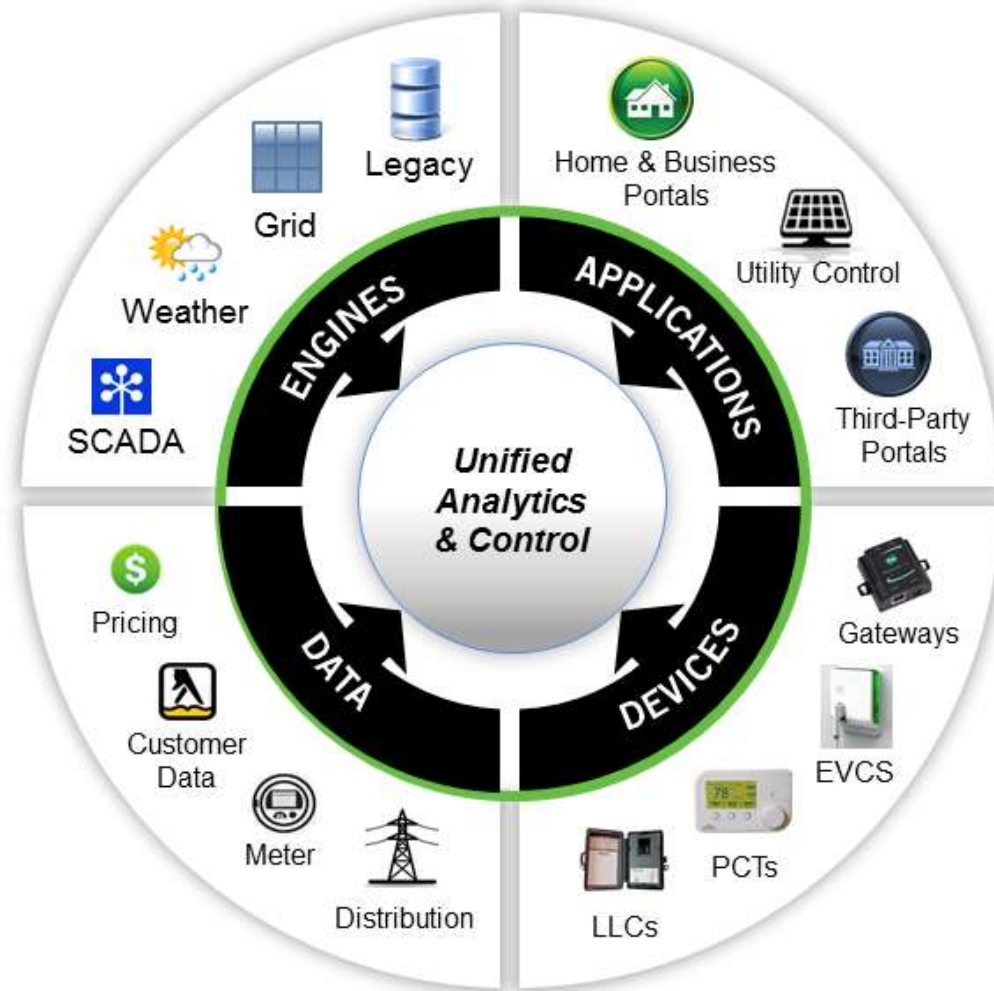 Legacy
Grid
Weather
SCADA
ENGINES
Home & Business
Portals
Utility Control
Third-Party
Portals
APPLICATIONS
Unified
Analytics
& Control
Pricing
Customer
Data
Meter
Distribution
DATA
$
Gateways
EVCS
PCTs
LLCs
DEVICES
78